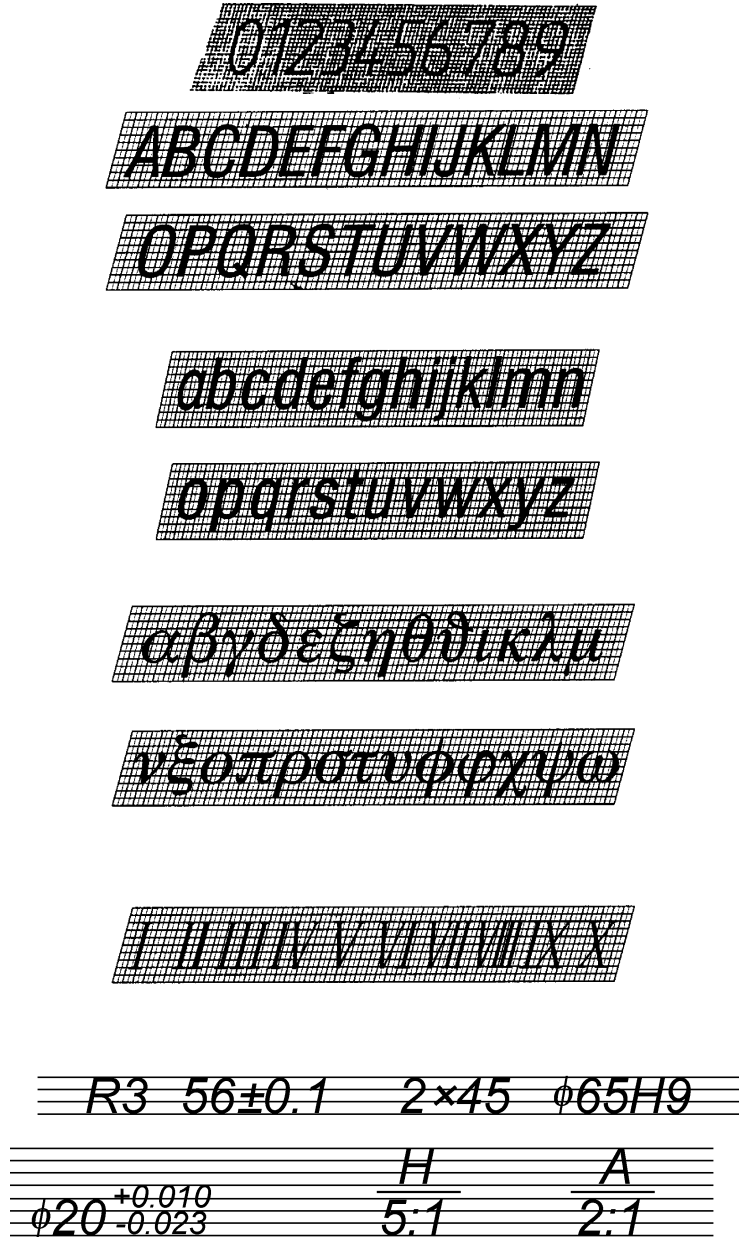 0123456789
ABCDEFGHIJKLMN
OPQRSTUVWXYZ
abcdefghijklmn
opqrstuvwxyz
αβγδεζηθϑικλμ
νξοπρστυφφχψω
I II III IV V VI VII VIII IX X
R3 56±0.1 2×45 ϕ65H9
ϕ20 +0.010 -0.023 H/5:1 A/2:1